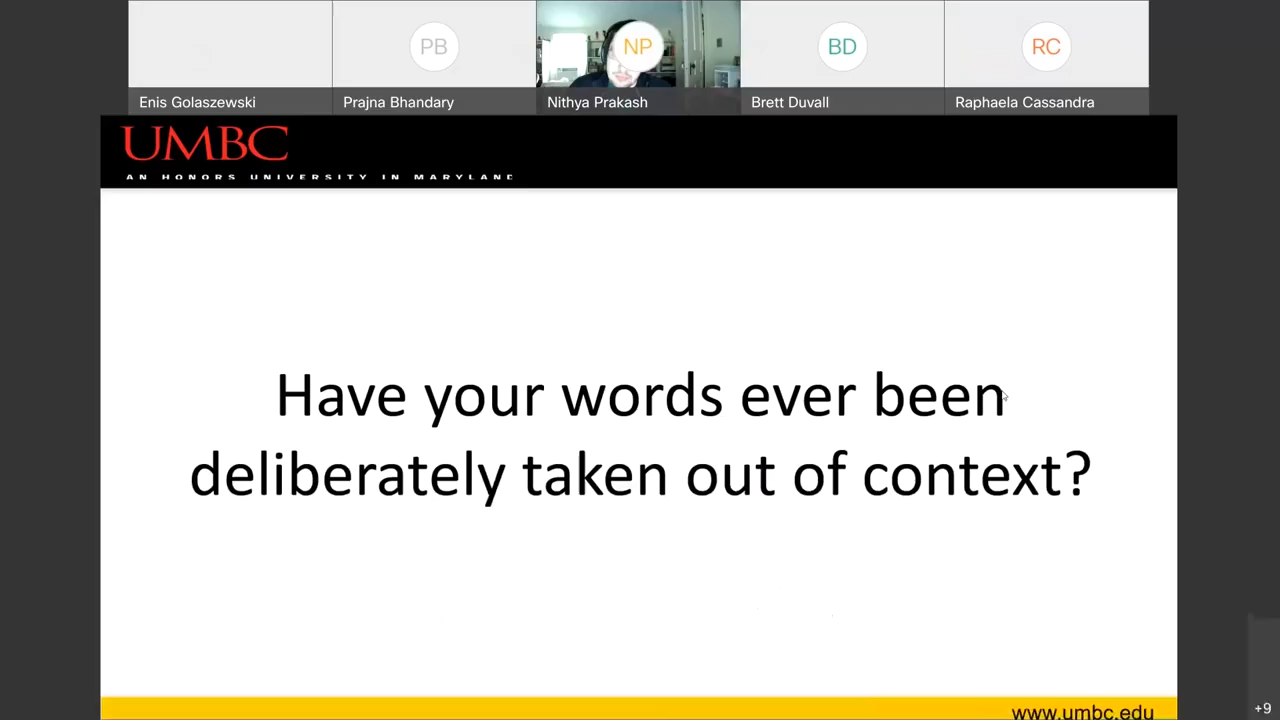 PB
NP
BD
RC
Enis Golaszewski
Prajna Bhandary
Nithya Prakash
Brett Duvall
Raphaela Cassandra
UMBC
AN HONORS UNIVERSITY IN MARYLAND
Have your words ever been
deliberately taken out of context?
www.umbc.edu
+9